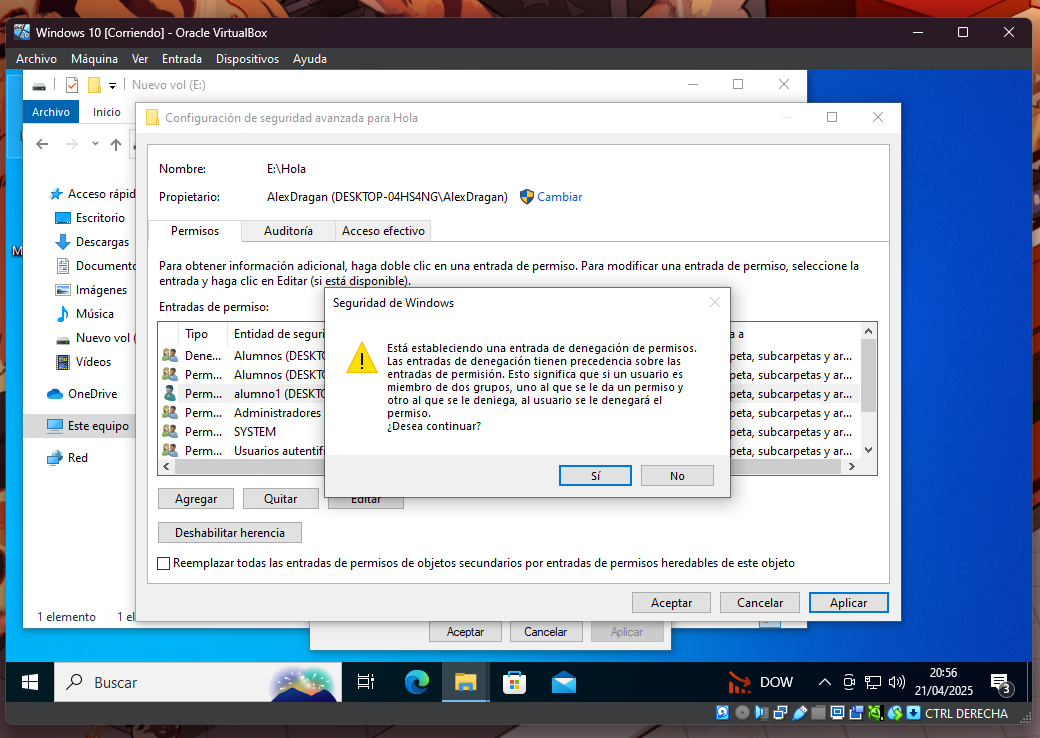 Windows 10 [Corriendo] - Oracle VirtualBox
Archivo Máquina Ver Entrada Dispositivos Ayuda
Nuevo vol (E:)
Archivo Inicio
Configuración de seguridad avanzada para Hola
Nombre: E:\Hola
Propietario: AlexDragan (DESKTOP-04HS4NG\AlexDragan) Cambiar
Acceso rápid
Escritorio
Descargas
Documento
Imágenes
Música
Nuevo vol (
Vídeos
OneDrive
Este equipo
Red
Permisos Auditoría Acceso efectivo
Para obtener información adicional, haga doble clic en una entrada de permiso. Para modificar una entrada de permiso, seleccione la
entrada y haga clic en Editar (si está disponible).
Entradas de permiso:
Tipo Entidad de seguri a a
Dene... Alumnos (DESKTO peta, subcarpetas y ar...
Perm... Alumnos (DESKTO peta, subcarpetas y ar...
Perm... alumno1 (DESKTO peta, subcarpetas y ar...
Perm... Administradores peta, subcarpetas y ar...
Perm... SYSTEM peta, subcarpetas y ar...
Perm... Usuarios autentifi peta, subcarpetas y ar...
Seguridad de Windows
Está estableciendo una entrada de denegación de permisos.
Las entradas de denegación tienen precedencia sobre las
entradas de permisión. Esto significa que si un usuario es
miembro de dos grupos, uno al que se le da un permiso y
otro al que se le deniega, al usuario se le denegará el
permiso.
¿Desea continuar?
Sí No
Agregar Quitar Editar
Deshabilitar herencia
Reemplazar todas las entradas de permisos de objetos secundarios por entradas de permisos heredables de este objeto
Aceptar Cancelar Aplicar
1 elemento 1 el
Aceptar Cancelar Aplicar
Buscar
DOW
20:56
21/04/2025
3
CTRL DERECHA